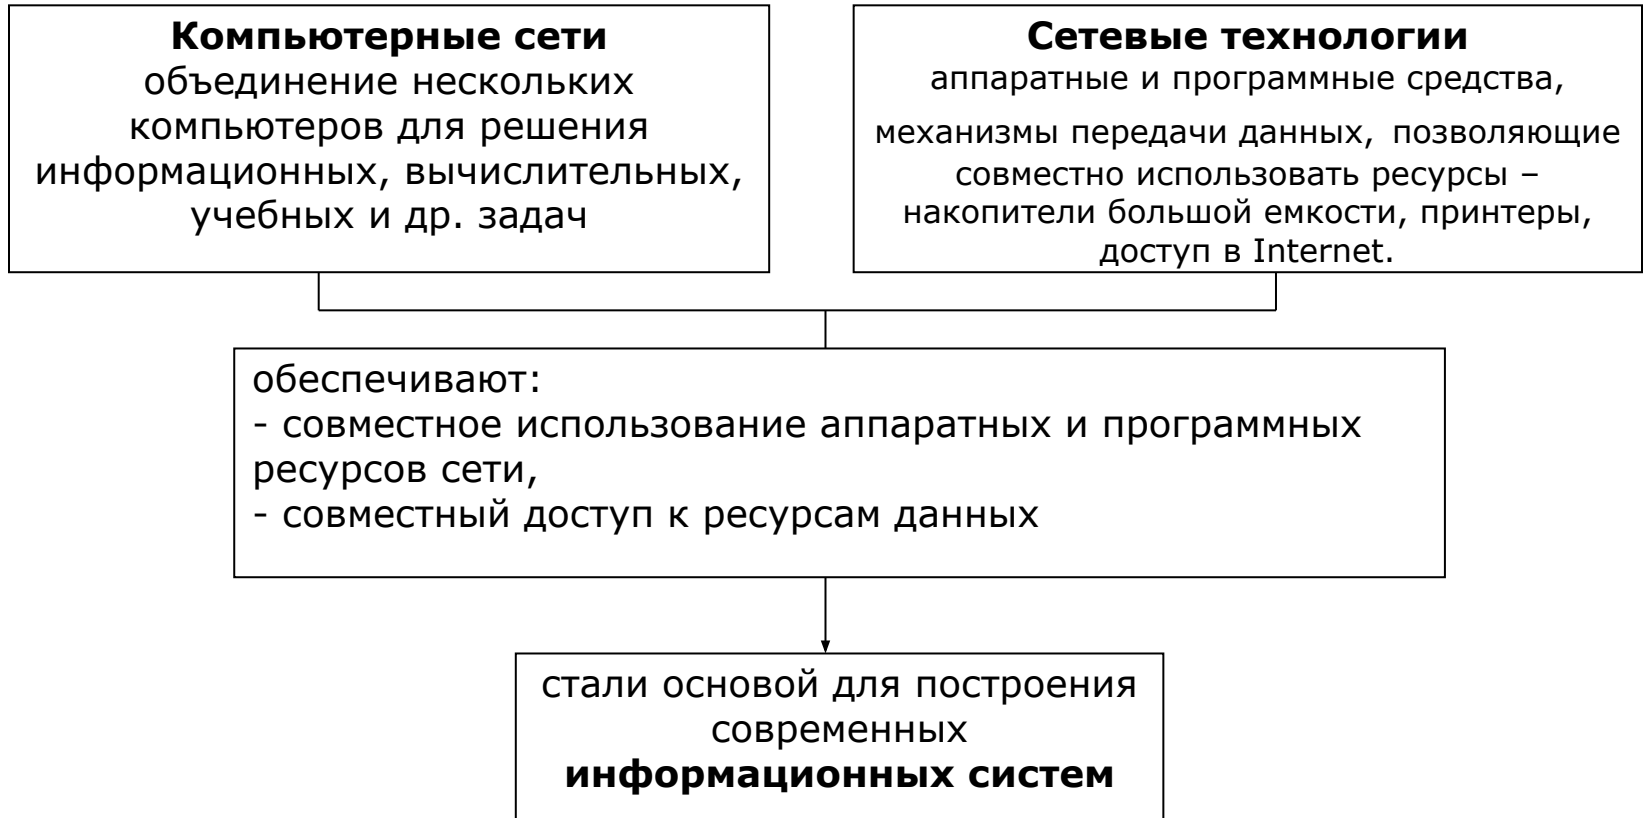 Компьютерные сети
объединение нескольких
компьютеров для решения
информационных, вычислительных,
учебных и др. задач
Сетевые технологии
аппаратные и программные средства,
механизмы передачи данных, позволяющие
совместно использовать ресурсы –
накопители большой емкости, принтеры,
доступ в Internet.
обеспечивают:
- совместное использование аппаратных и программных
ресурсов сети,
- совместный доступ к ресурсам данных
стали основой для построения
современных
информационных систем